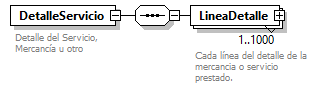 DetalleServicio
LineaDetalle
1..1000
Detalle del Servicio,
Mercancía u otro
Cada línea del detalle de la
mercancia o servicio
prestado.